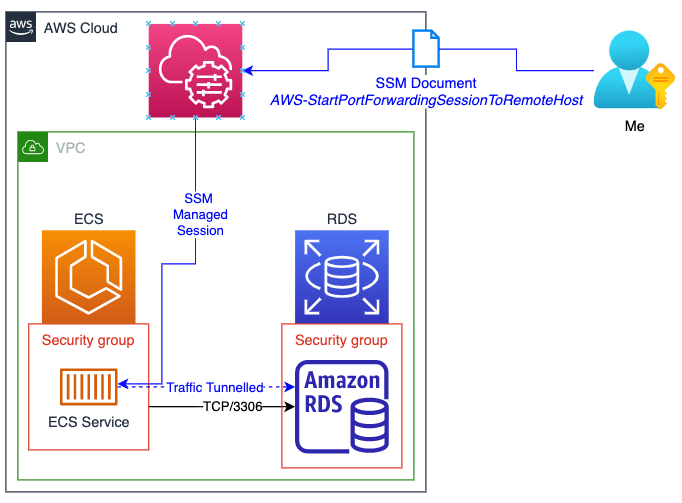 aws
AWS Cloud
SSM Document
AWS-StartPortForwardingSessionToRemoteHost
Me
VPC
SSM
Managed
Session
ECS
RDS
Security group
Security group
ECS Service
Traffic Tunnelled
TCP/3306
Amazon
RDS